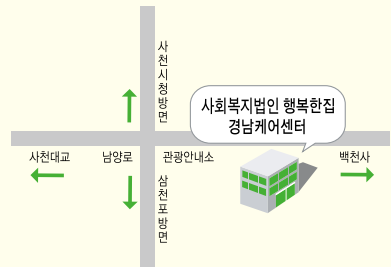 사천시청방면
사회복지법인 행복한집
경남케어센터
사천대교
남양로
관광안내소
백천사
삼천포방면